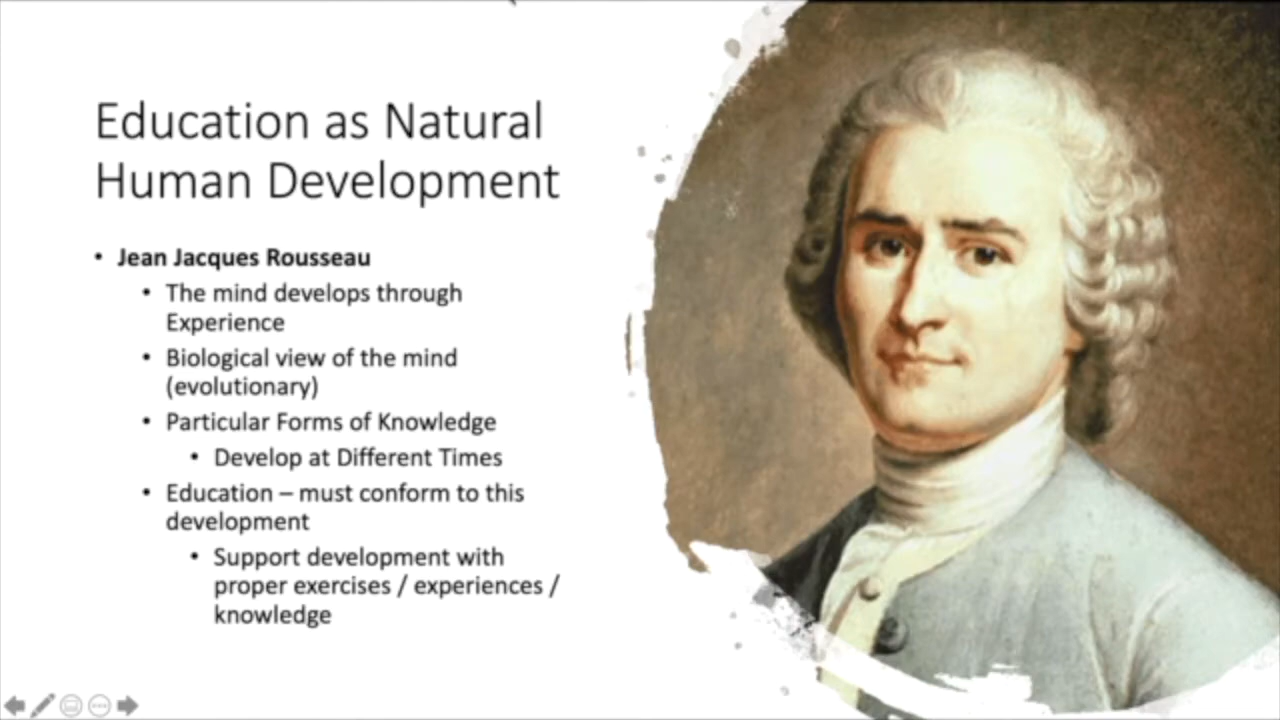 Education as Natural
Human Development
• Jean Jacques Rousseau
• The mind develops through
Experience
• Biological view of the mind
(evolutionary)
• Particular Forms of Knowledge
• Develop at Different Times
• Education – must conform to this
development
• Support development with
proper exercises / experiences /
knowledge